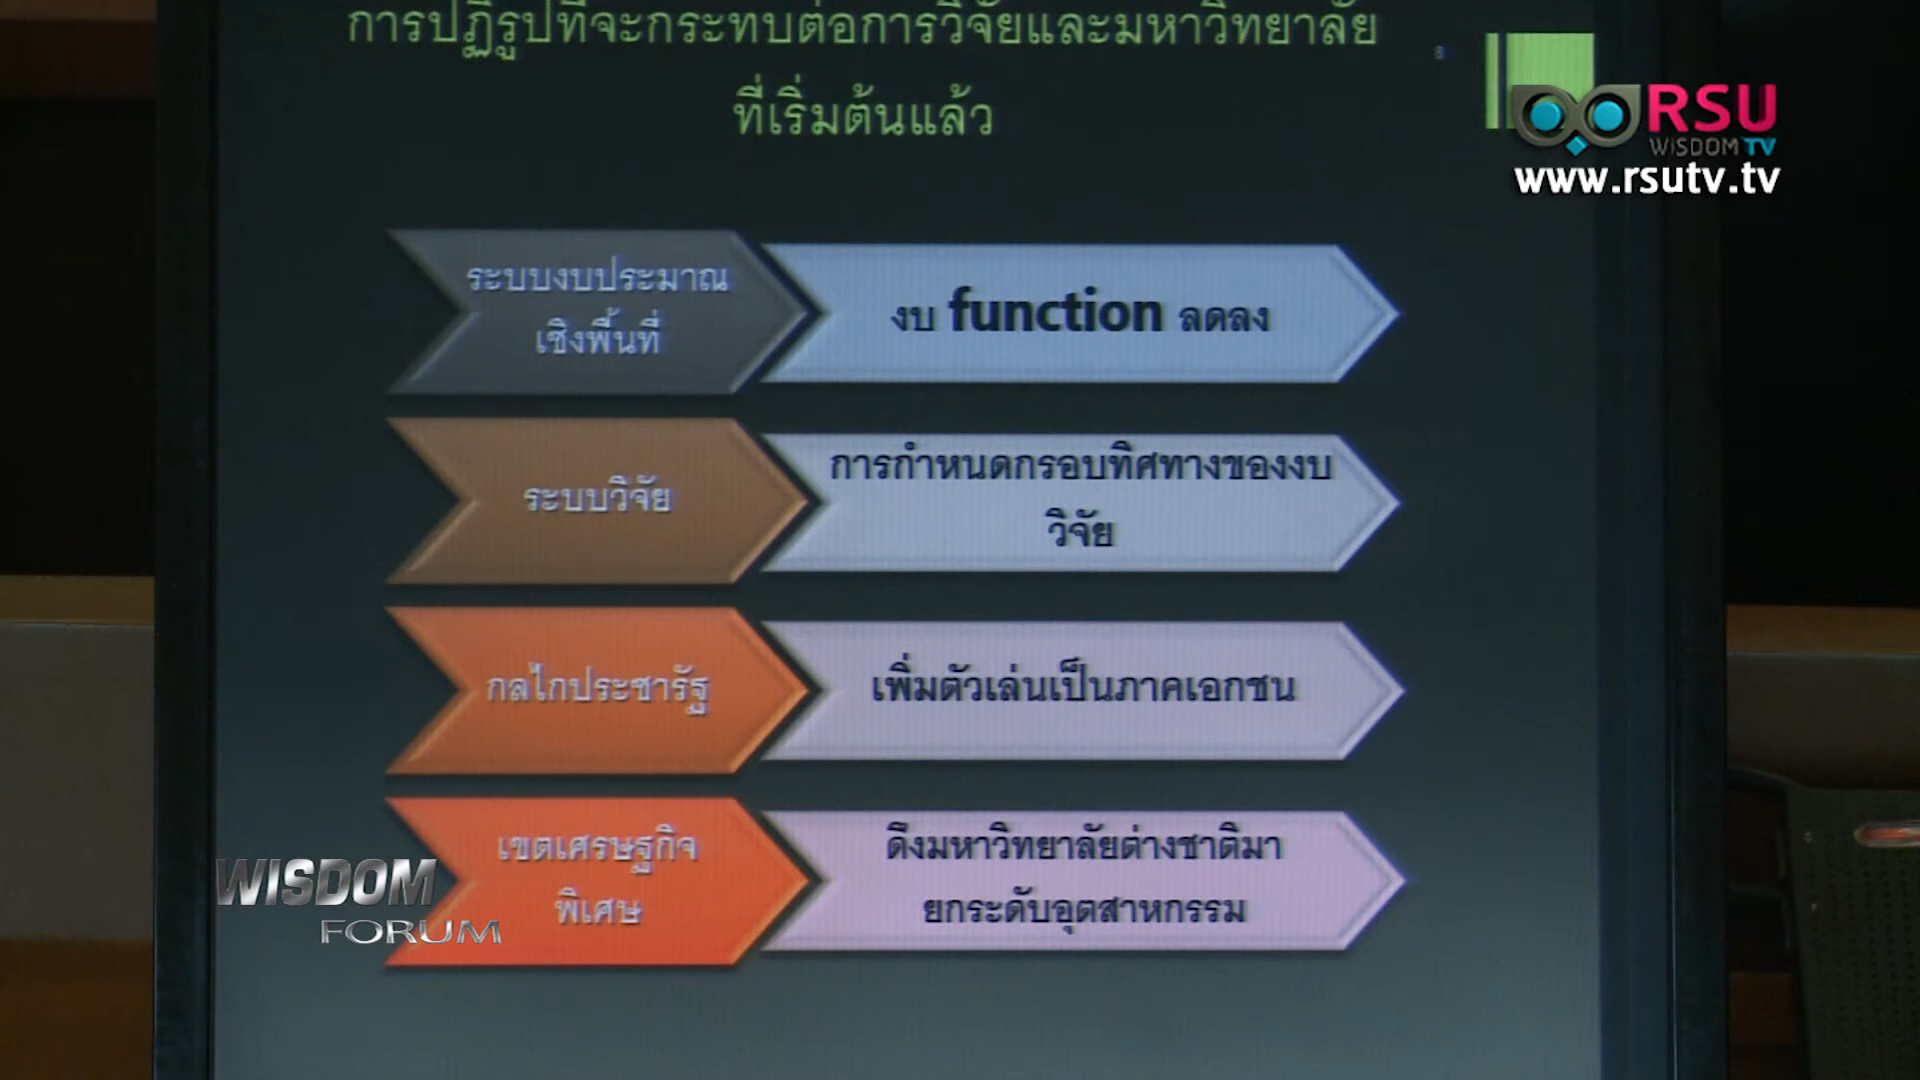 การปฏิรูปที่จะกระทบต่อการวิจัยและมหาวิทยาลัย
ที่เริ่มต้นแล้ว
8
RSU
WISDOM TV
www.rsutv.tv
ระบบงบประมาณ
เชิงพื้นที่
งบ function ลดลง
ระบบวิจัย
การกำหนดกรอบทิศทางของงบ
วิจัย
กลไกประชารัฐ
เพิ่มตัวเล่นเป็นภาคเอกชน
เขตเศรษฐกิจ
พิเศษ
ดึงมหาวิทยาลัยต่างชาติมา
ยกระดับอุตสาหกรรม
WISDOM
FORUM